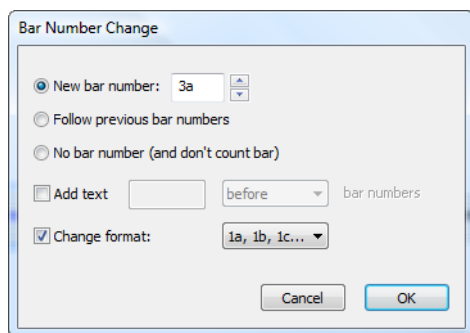 Bar Number Change
New bar number: 3a
Follow previous bar numbers
No bar number (and don't count bar)
Add text before bar numbers
Change format: 1a, 1b, 1c...
Cancel OK